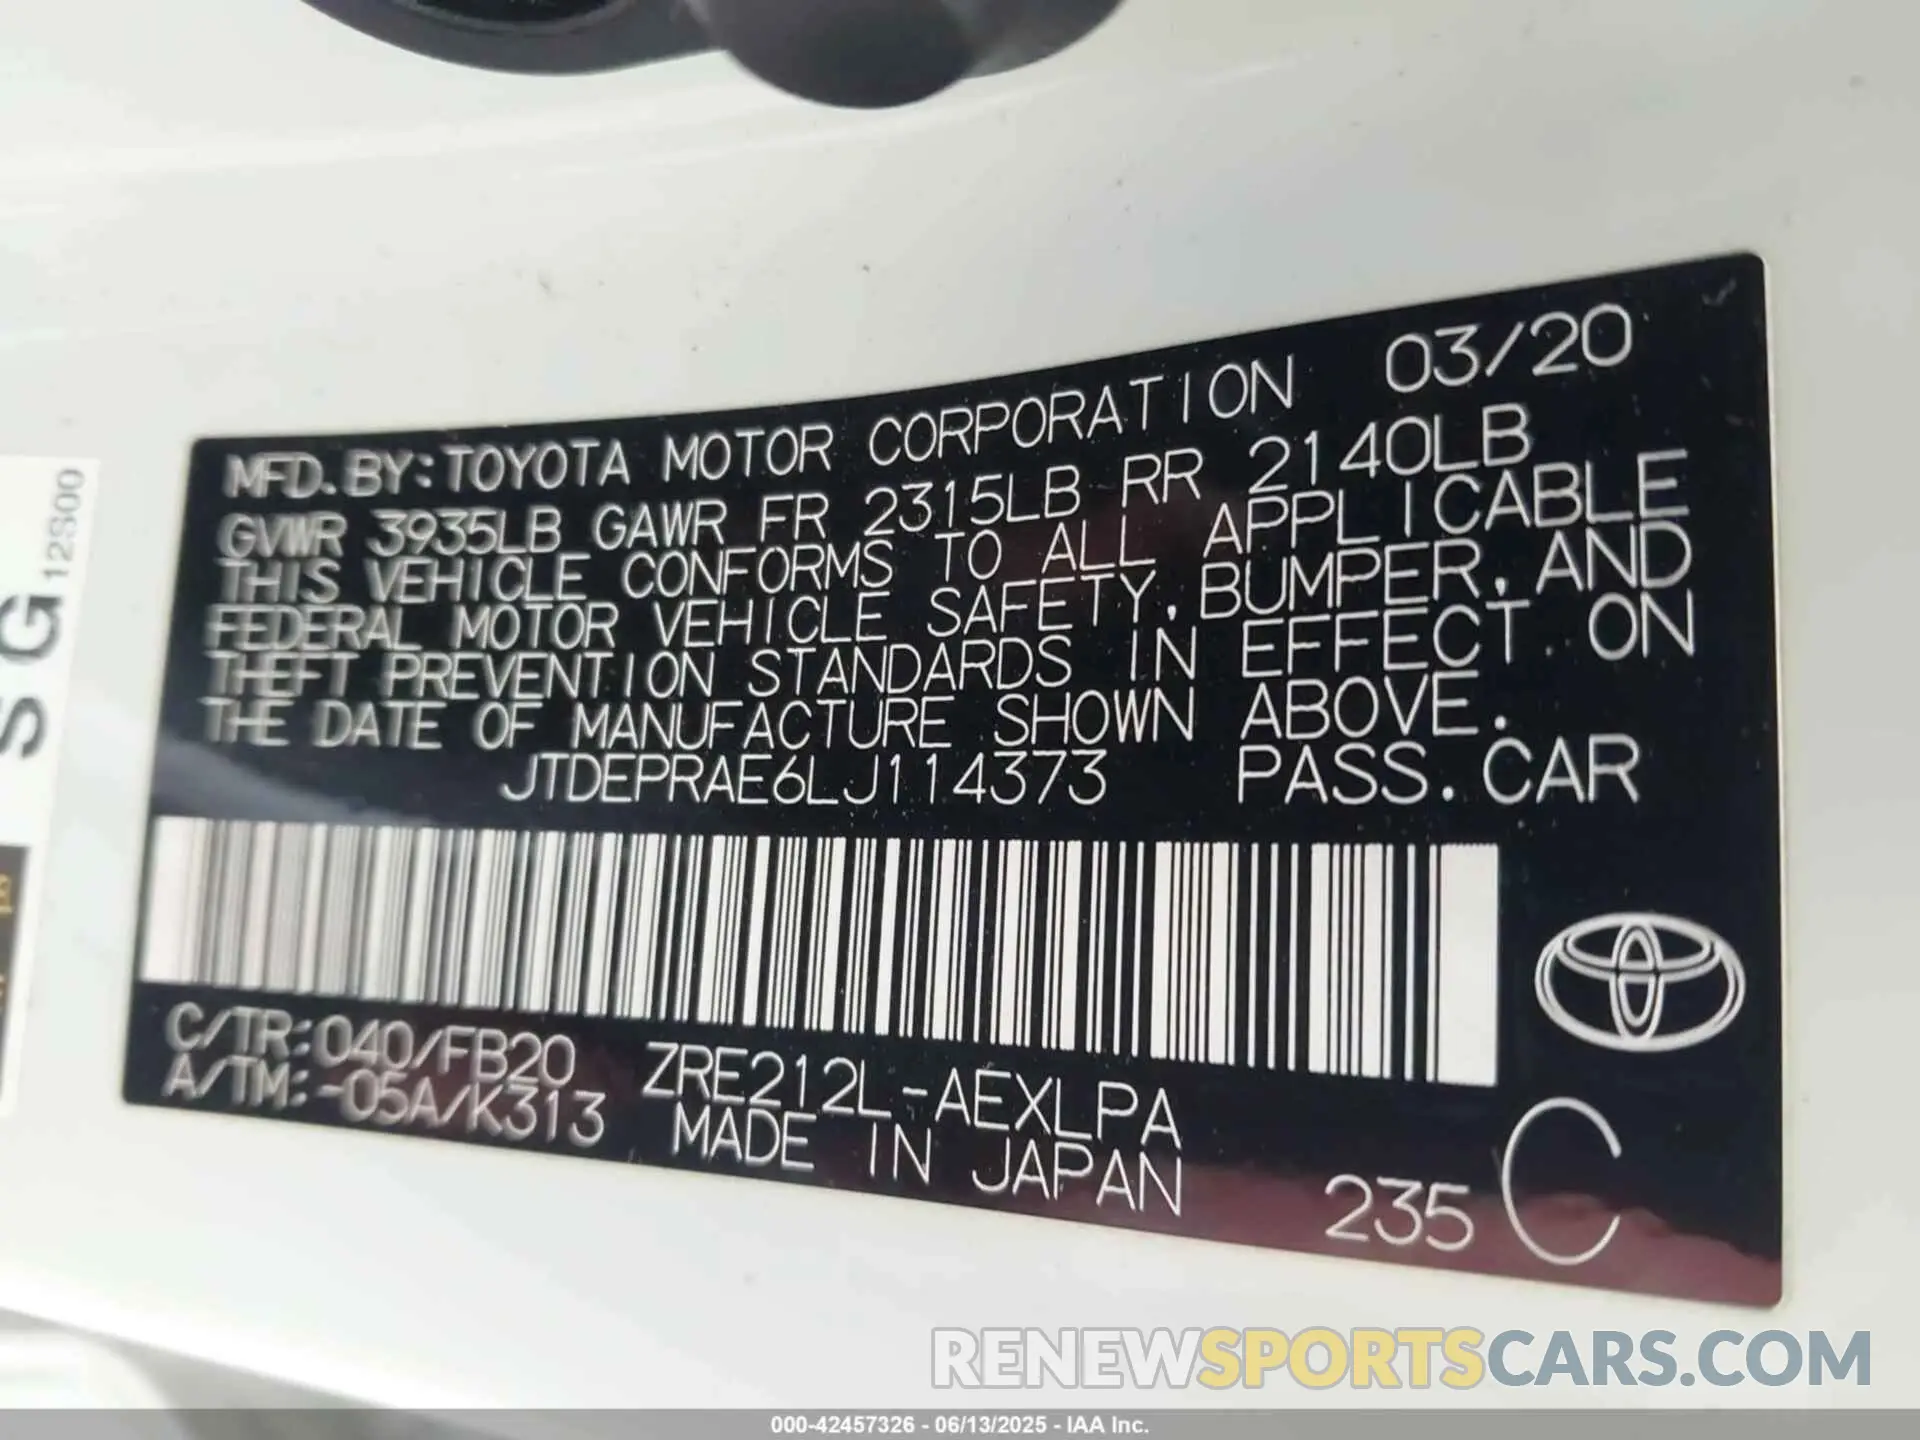 MFD.BY:TOYOTA MOTOR CORPORATION 03/20
GVWR 3935LB GAWR FR 2315LB RR 2140LB
THIS VEHICLE CONFORMS TO ALL APPLICABLE
FEDERAL MOTOR VEHICLE SAFETY, BUMPER, AND
THEFT PREVENTION STANDARDS IN EFFECT ON
THE DATE OF MANUFACTURE SHOWN ABOVE.
JTDEPRAE6LJ114373 PASS.CAR
C/TR:040/FB20 ZRE212L-AEXLPA
A/TM:-05A/K313 MADE IN JAPAN
235 C
SG 12S00
RENEWSPORTSCARS.COM
000-42457326 - 06/13/2025 - IAA Inc.